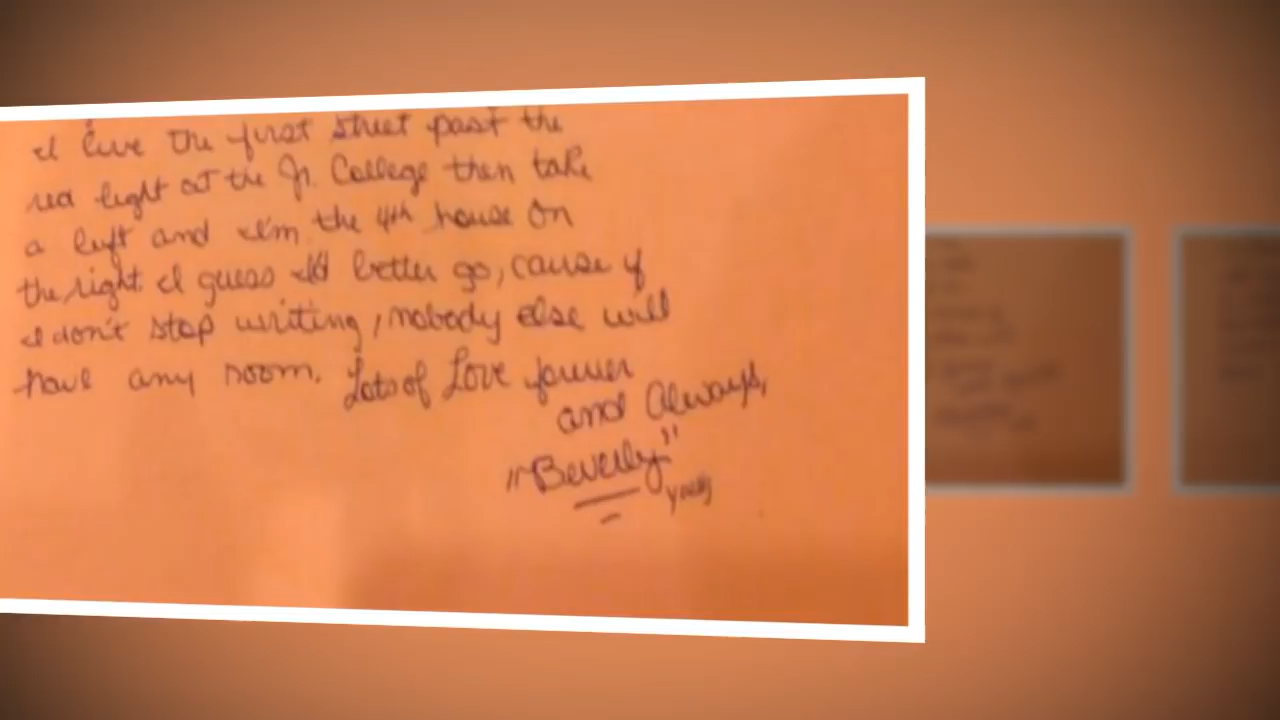 I live the first street past the
red light at the Jr. College then take
a left and I'm the 4th house on
the right. I guess I'd better go, cause if
I don't stop writing, nobody else will
have any room. Lots of Love forever
and Always,
"Beverly"